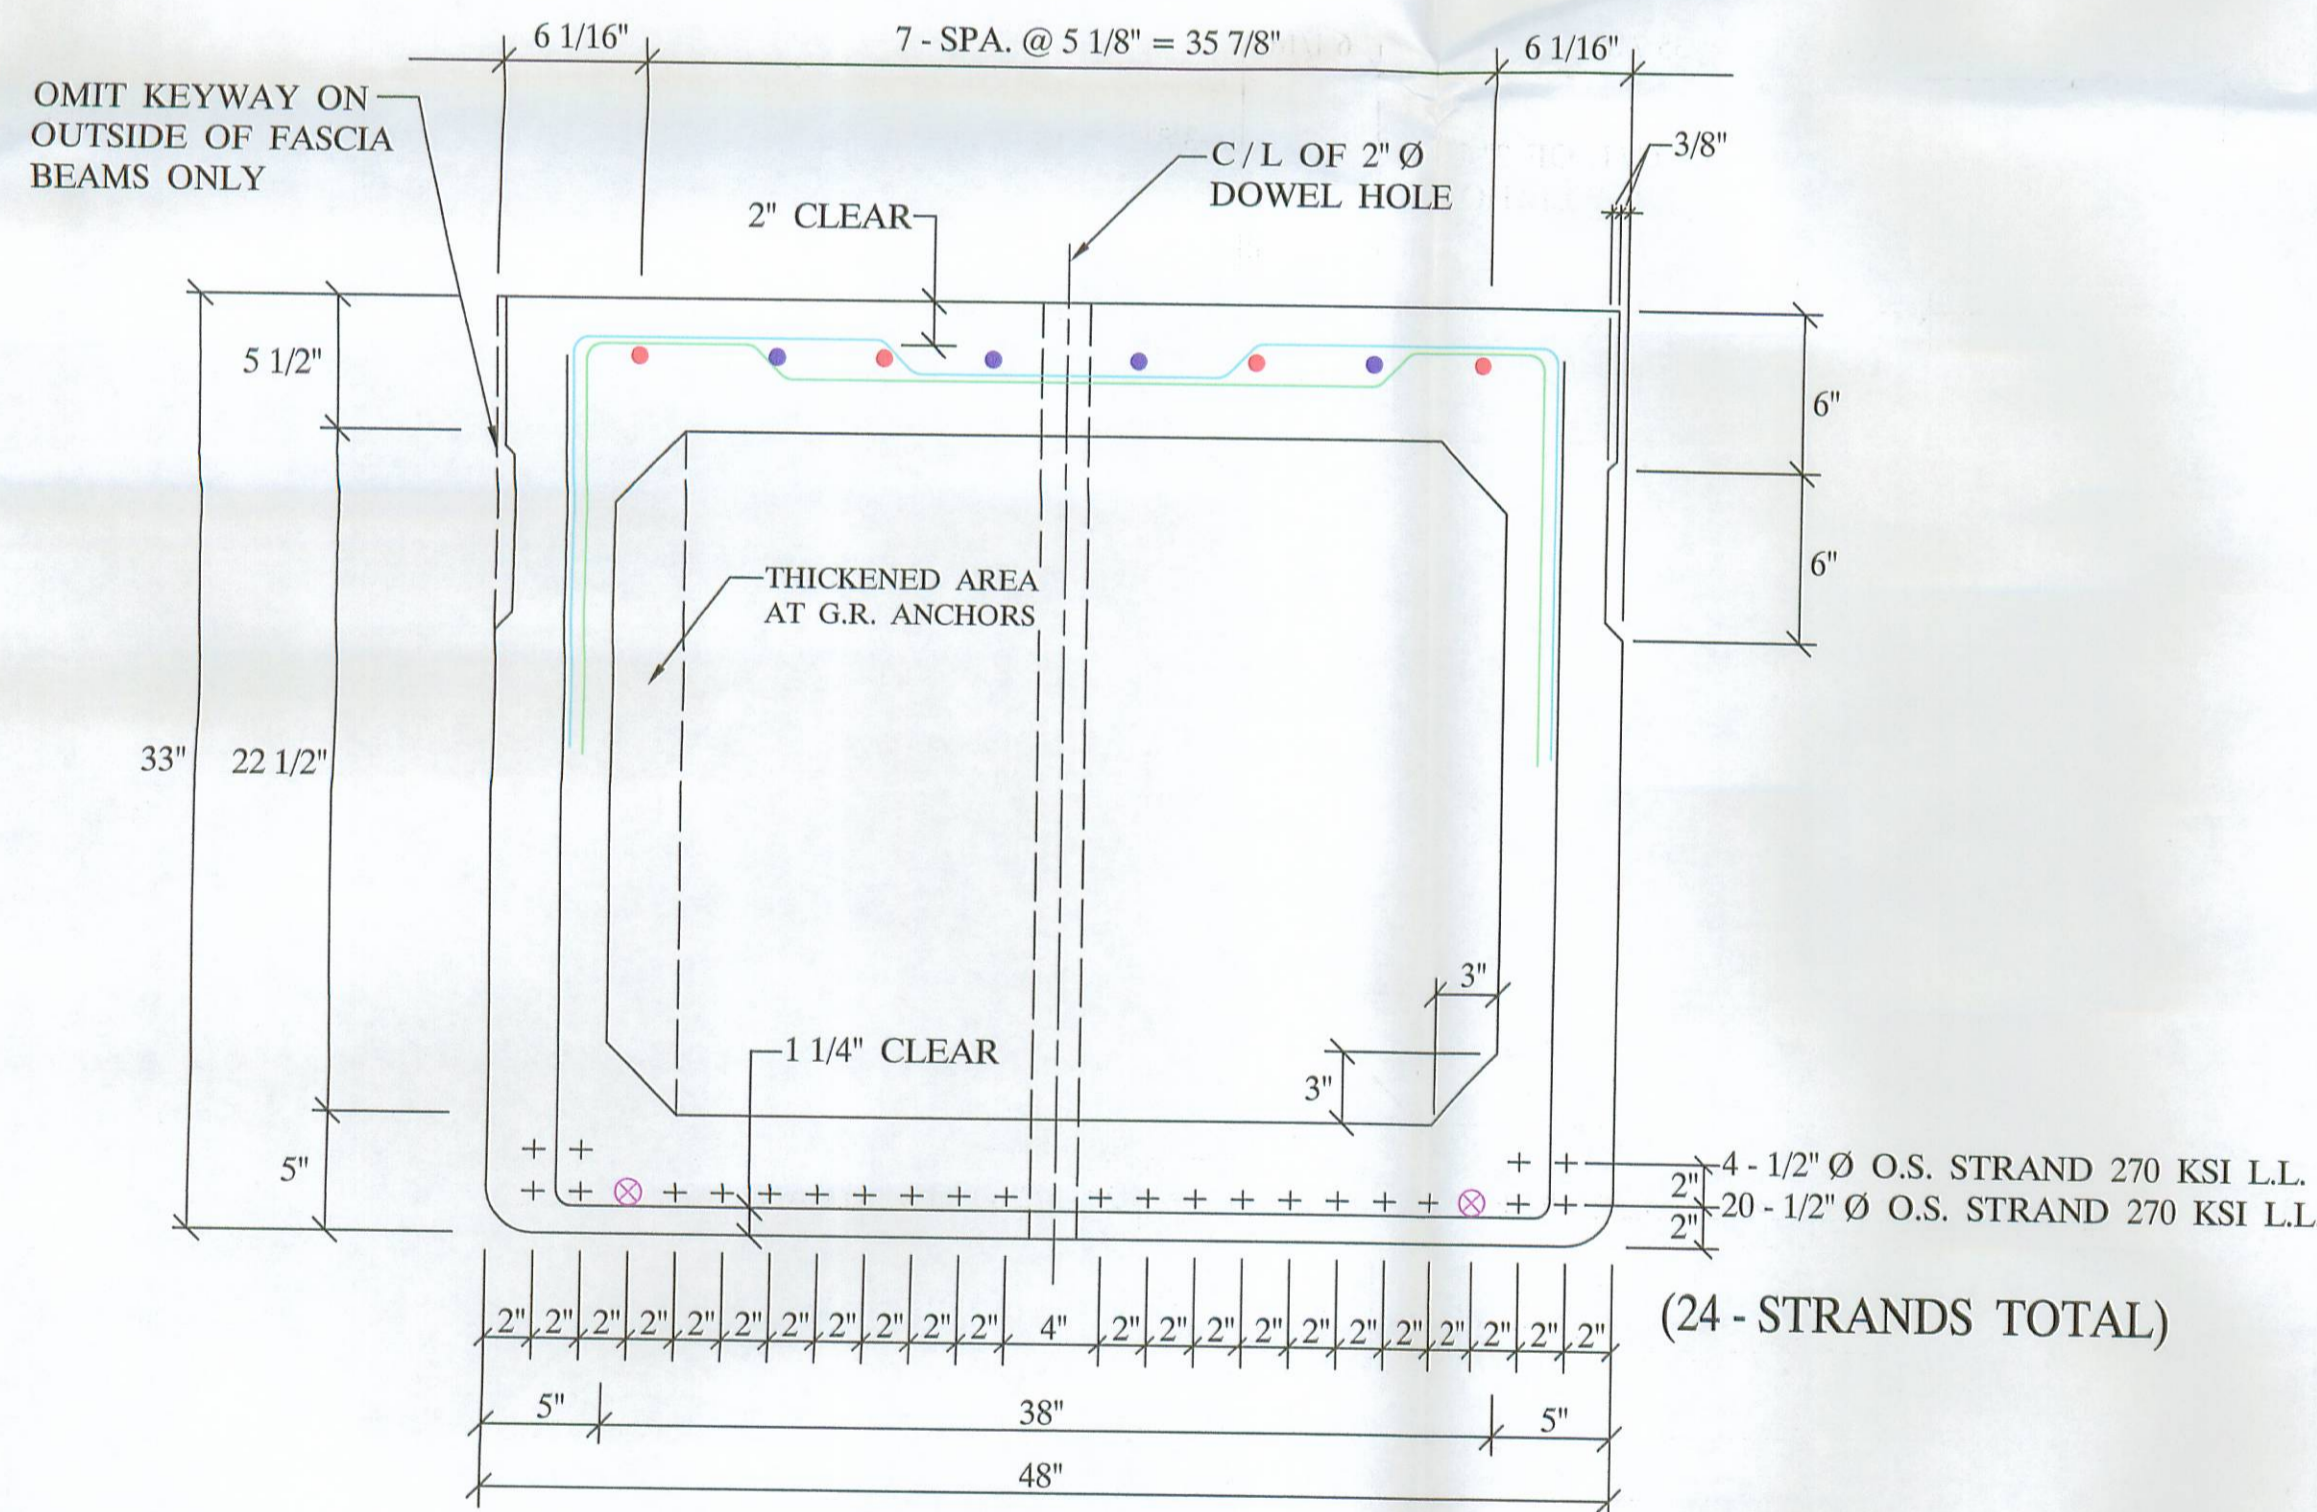 6 1/16"
7 - SPA. @ 5 1/8" = 35 7/8"
6 1/16"
OMIT KEYWAY ON
OUTSIDE OF FASCIA
BEAMS ONLY
C/L OF 2" Ø
DOWEL HOLE
3/8"
2" CLEAR
5 1/2"
6"
6"
THICKENED AREA
AT G.R. ANCHORS
33"
22 1/2"
3"
1 1/4" CLEAR
3"
5"
2"
4 - 1/2" Ø O.S. STRAND 270 KSI L.L.
2"
20 - 1/2" Ø O.S. STRAND 270 KSI L.L
(24 - STRANDS TOTAL)
2" 2" 2" 2" 2" 2" 2" 2" 2" 2" 2" 4" 2" 2" 2" 2" 2" 2" 2" 2" 2" 2" 2"
5" 38" 5"
48"